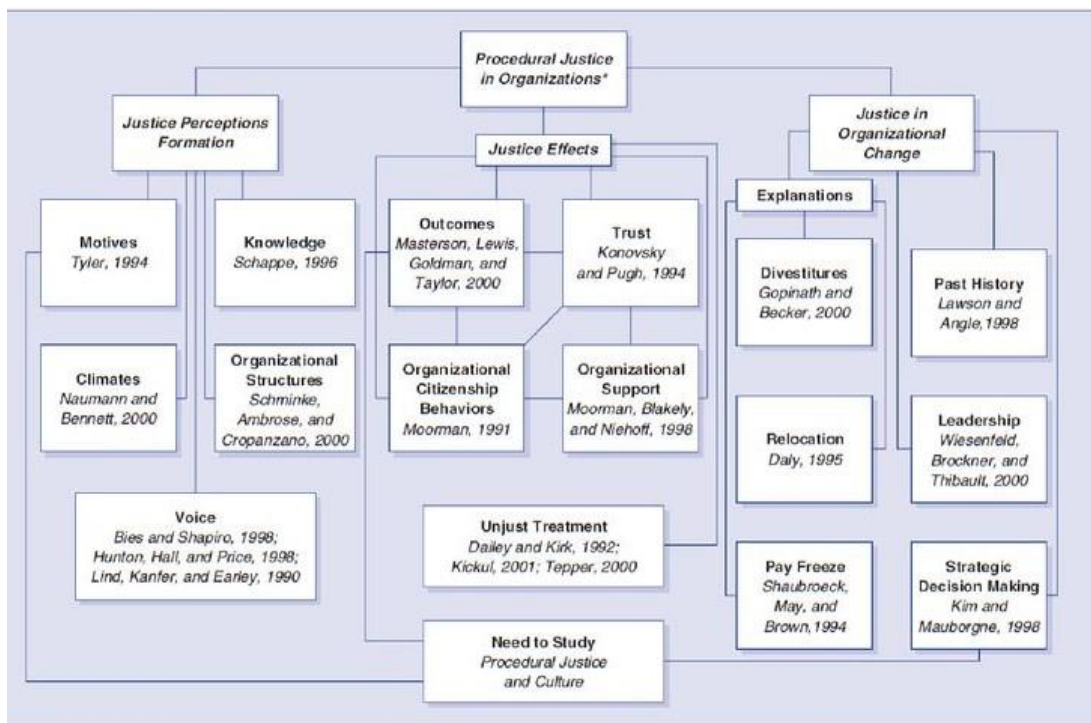 Procedural Justice
in Organizations*
Justice Perceptions
Formation
Justice Effects
Justice in
Organizational
Change
Motives
Tyler, 1994
Knowledge
Schappe, 1996
Climates
Naumann and
Bennett, 2000
Organizational
Structures
Schminke,
Ambrose, and
Cropanzano, 2000
Voice
Bies and Shapiro, 1998;
Hunton, Hall, and Price, 1998;
Lind, Kanfer, and Earley, 1990
Outcomes
Masterson, Lewis,
Goldman, and
Taylor, 2000
Trust
Konovsky
and Pugh, 1994
Organizational
Citizenship
Behaviors
Moorman, 1991
Organizational
Support
Moorman, Blakely,
and Niehoff, 1998
Unjust Treatment
Dailey and Kirk, 1992;
Kickul, 2001; Tepper, 2000
Explanations
Divestitures
Gopinath and
Becker, 2000
Past History
Lawson and
Angle, 1998
Relocation
Daly, 1995
Leadership
Wiesenfeld,
Brockner, and
Thibault, 2000
Pay Freeze
Shaubroeck,
May, and
Brown, 1994
Strategic
Decision Making
Kim and
Mauborgne, 1998
Need to Study
Procedural Justice
and Culture